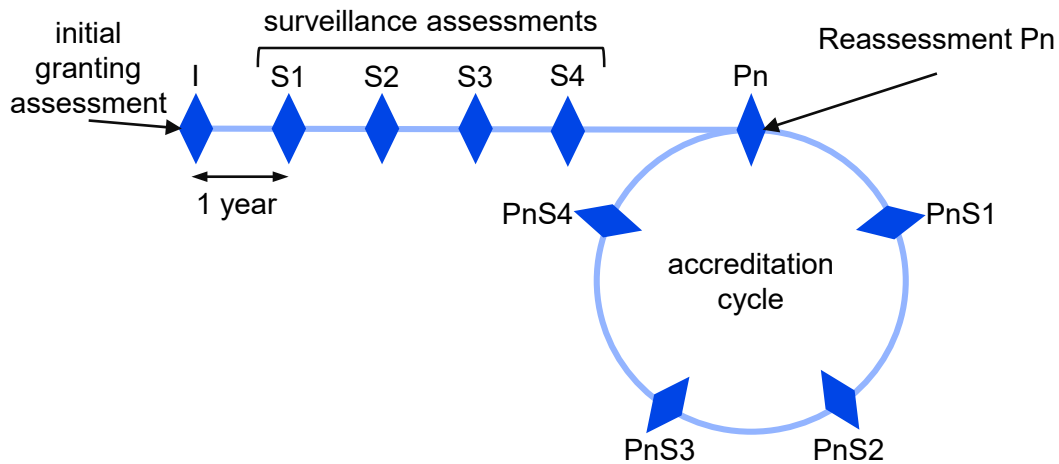 surveillance assessments
initial
granting
assessment
Reassessment Pn
I
S1
S2
S3
S4
Pn
1 year
PnS4
PnS1
accreditation
cycle
PnS3
PnS2